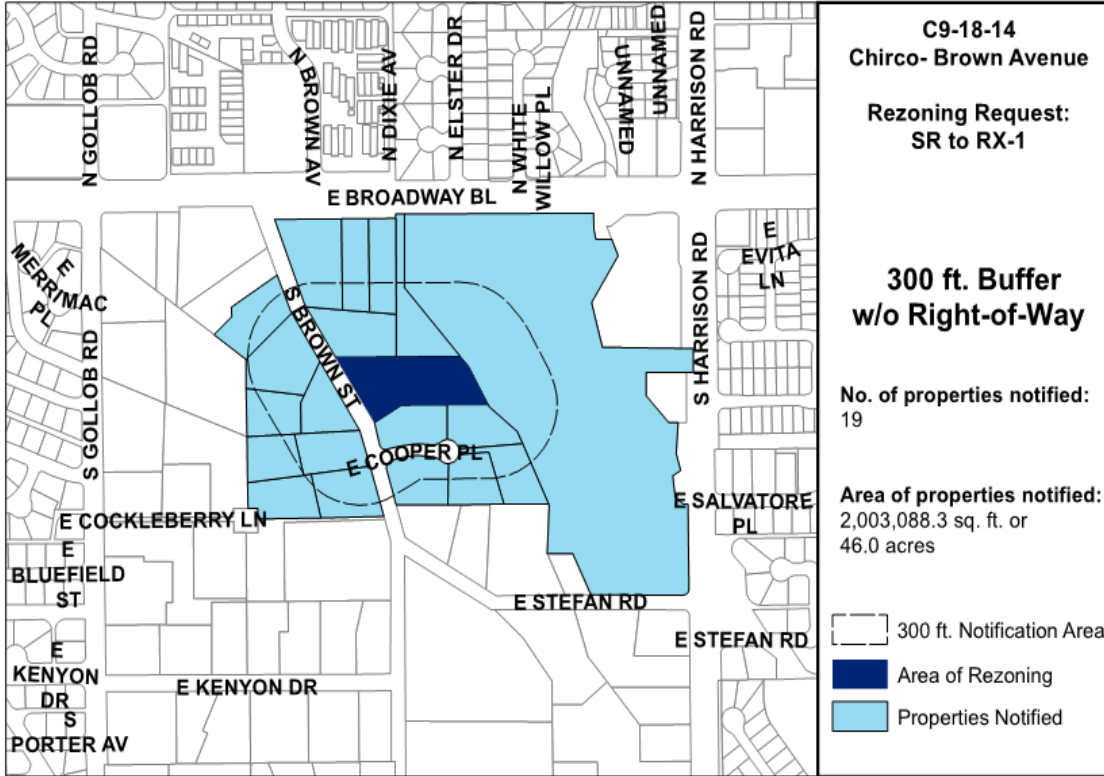 C9-18-14
Chirco- Brown Avenue
Rezoning Request:
SR to RX-1
300 ft. Buffer
w/o Right-of-Way
No. of properties notified:
19
Area of properties notified:
2,003,088.3 sq. ft. or
46.0 acres
300 ft. Notification Area
Area of Rezoning
Properties Notified
N GOLLOB RD
N BROWN AV
N DIXIE AV
N ELSTER DR
N WHITE
WILLOW PL
UNNAMED
UNNAMED
N HARRISON RD
E BROADWAY BL
E
MERRIMAC
PL
S GOLLOB RD
S BROWN ST
S HARRISON RD
E
EVITA
LN
E COOPER PL
E COCKLEBERRY LN
E SALVATORE
PL
E
BLUEFIELD
ST
E STEFAN RD
E STEFAN RD
E
KENYON
DR
E KENYON DR
S
PORTER AV